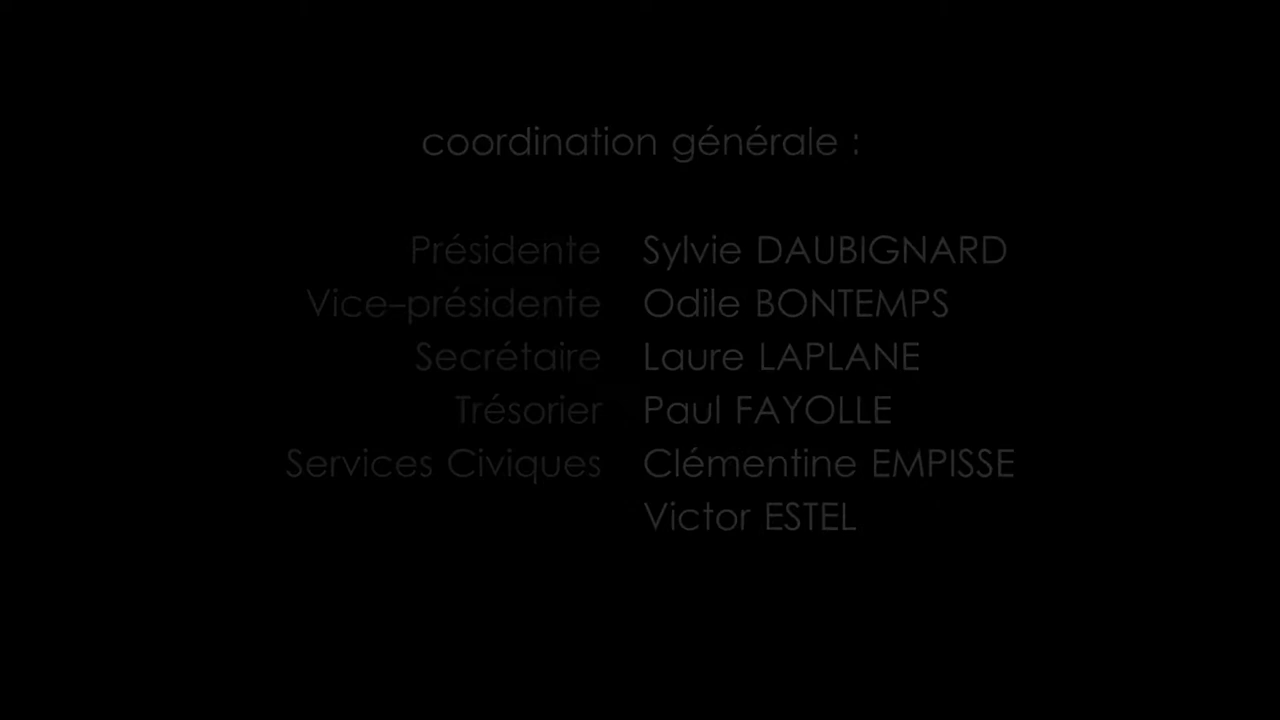 coordination générale :
Présidente Sylvie DAUBIGNARD
Vice–présidente Odile BONTEMPS
Secrétaire Laure LAPLANE
Trésorier Paul FAYOLLE
Services Civiques Clémentine EMPISSE
Victor ESTEL